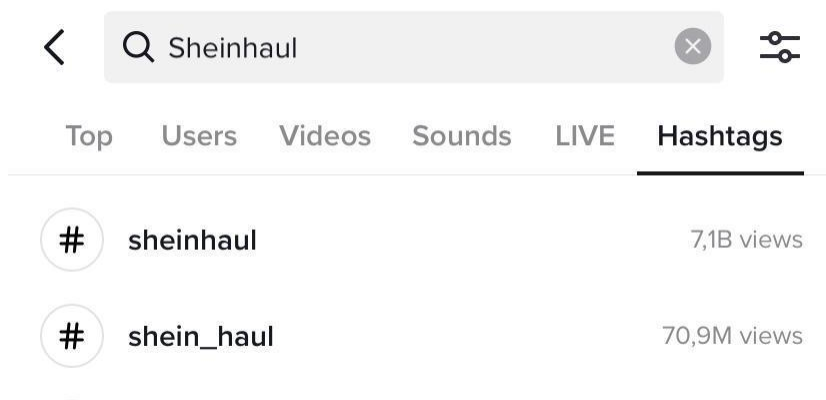 Sheinhaul
Top Users Videos Sounds LIVE Hashtags
# sheinhaul 7,1B views
# shein_haul 70,9M views